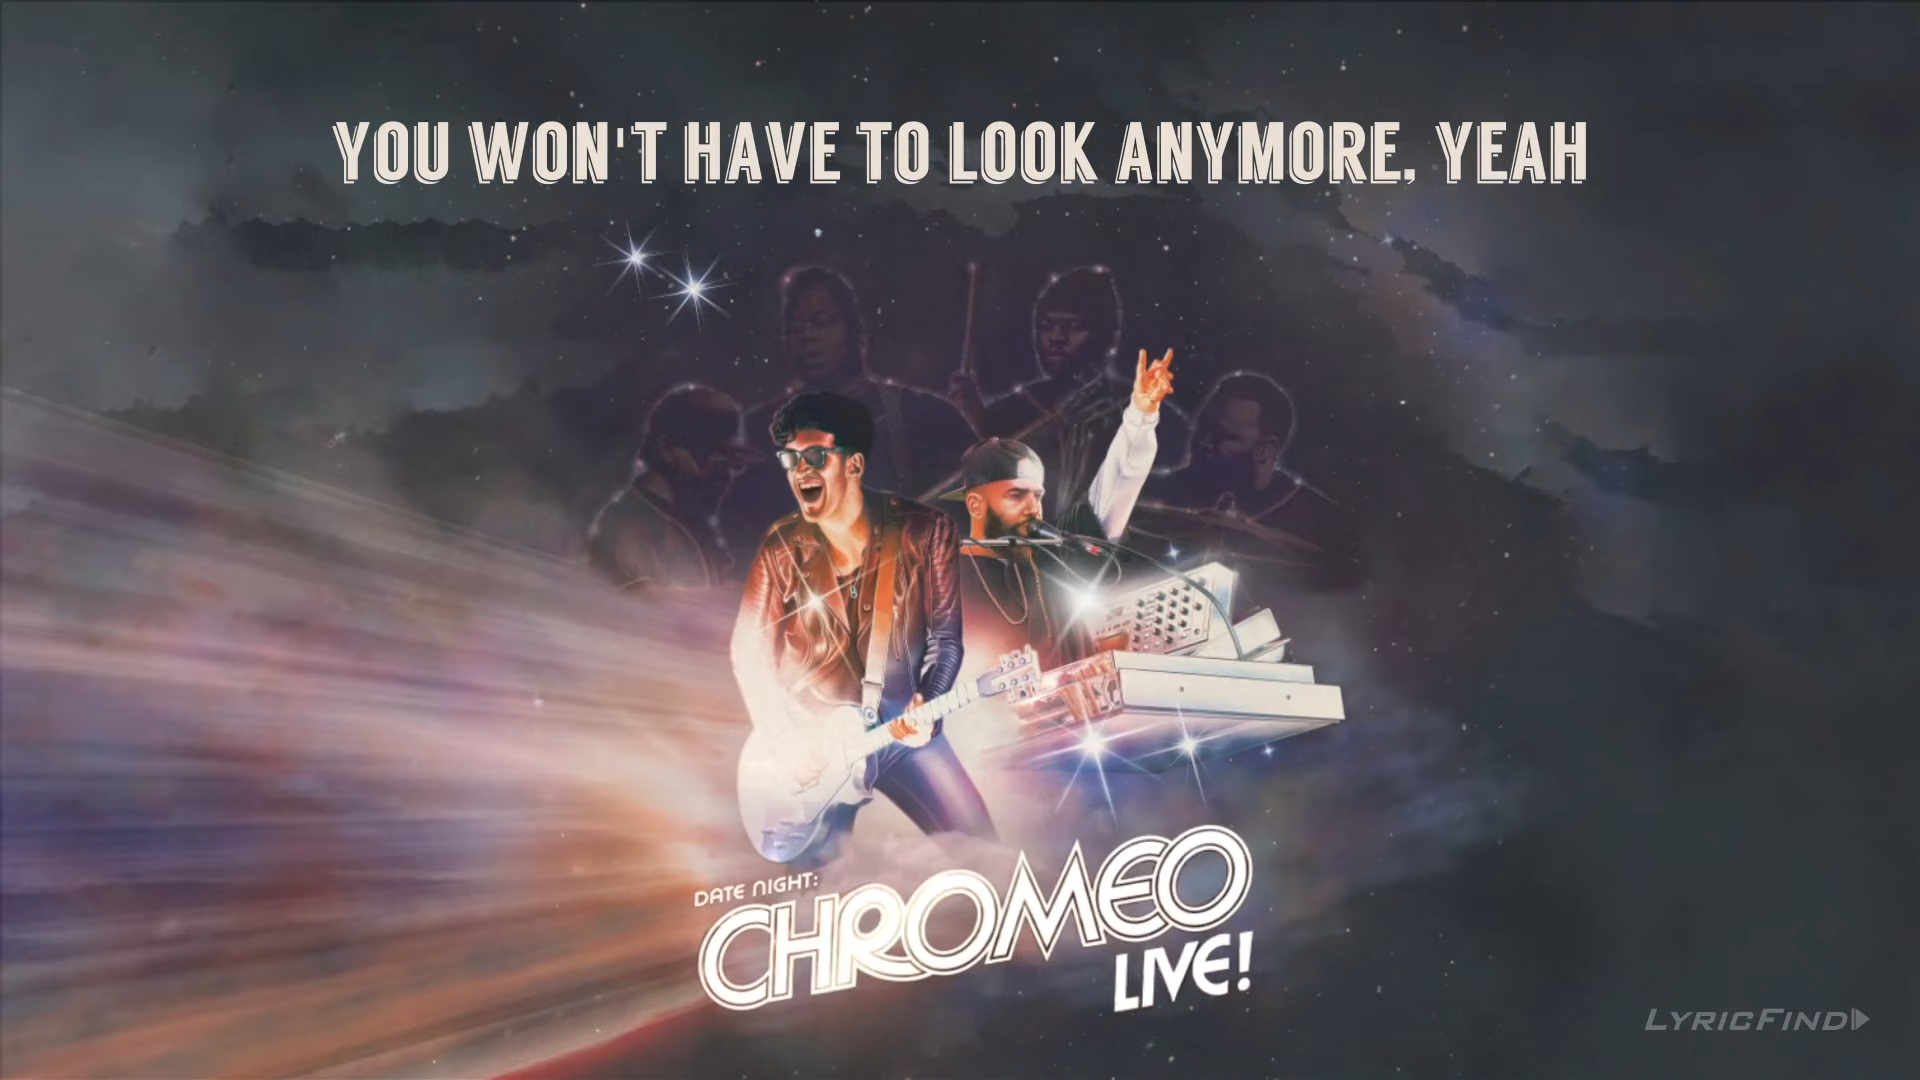 YOU WON'T HAVE TO LOOK ANYMORE, YEAH
DATE NIGHT:
CHROMEO
LIVE!
LYRICFIND